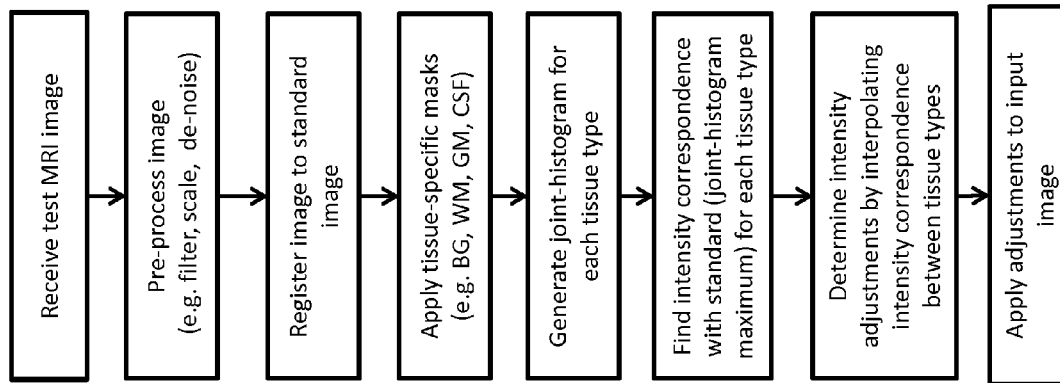 Receive test MRI image
Pre-process image
(e.g. filter, scale, de-noise)
Register image to standard
image
Apply tissue-specific masks
(e.g. BG, WM, GM, CSF)
Generate joint-histogram for
each tissue type
Find intensity correspondence
with standard (joint-histogram
maximum) for each tissue type
Determine intensity
adjustments by interpolating
intensity correspondence
between tissue types
Apply adjustments to input
image